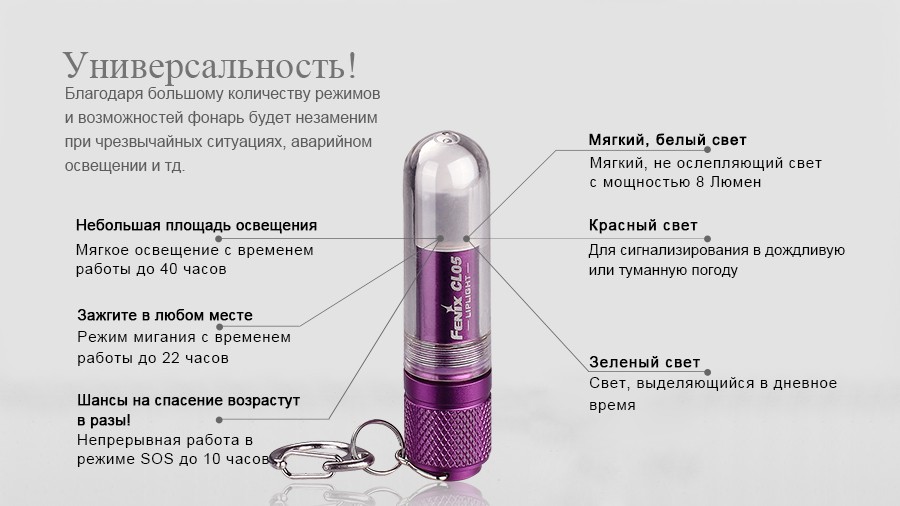 Универсальность!
Благодаря большому количеству режимов
и возможностей фонарь будет незаменим
при чрезвычайных ситуациях, аварийном
освещении и тд.
Небольшая площадь освещения
Мягкое освещение с временем
работы до 40 часов
Зажгите в любом месте
Режим мигания с временем
работы до 22 часов
Шансы на спасение возрастут
в разы!
Непрерывная работа в
режиме SOS до 10 часов
FENIX CL05
LIPLIGHT
Мягкий, белый свет
Мягкий, не ослепляющий свет
с мощностью 8 Люмен
Красный свет
Для сигнализирования в дождливую
или туманную погоду
Зеленый свет
Свет, выделяющийся в дневное
время